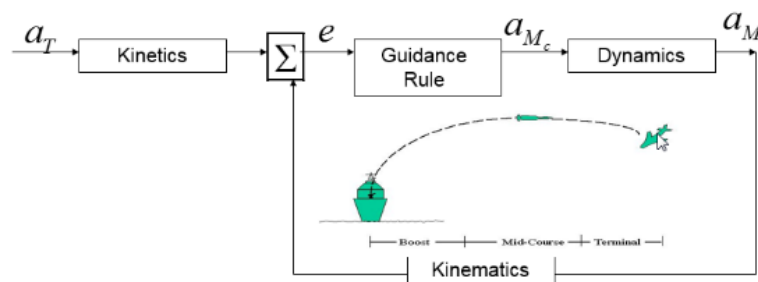 a_T Kinetics Σ e Guidance Rule a_{M_c} Dynamics a_M
Boost Mid-Course Terminal
Kinematics